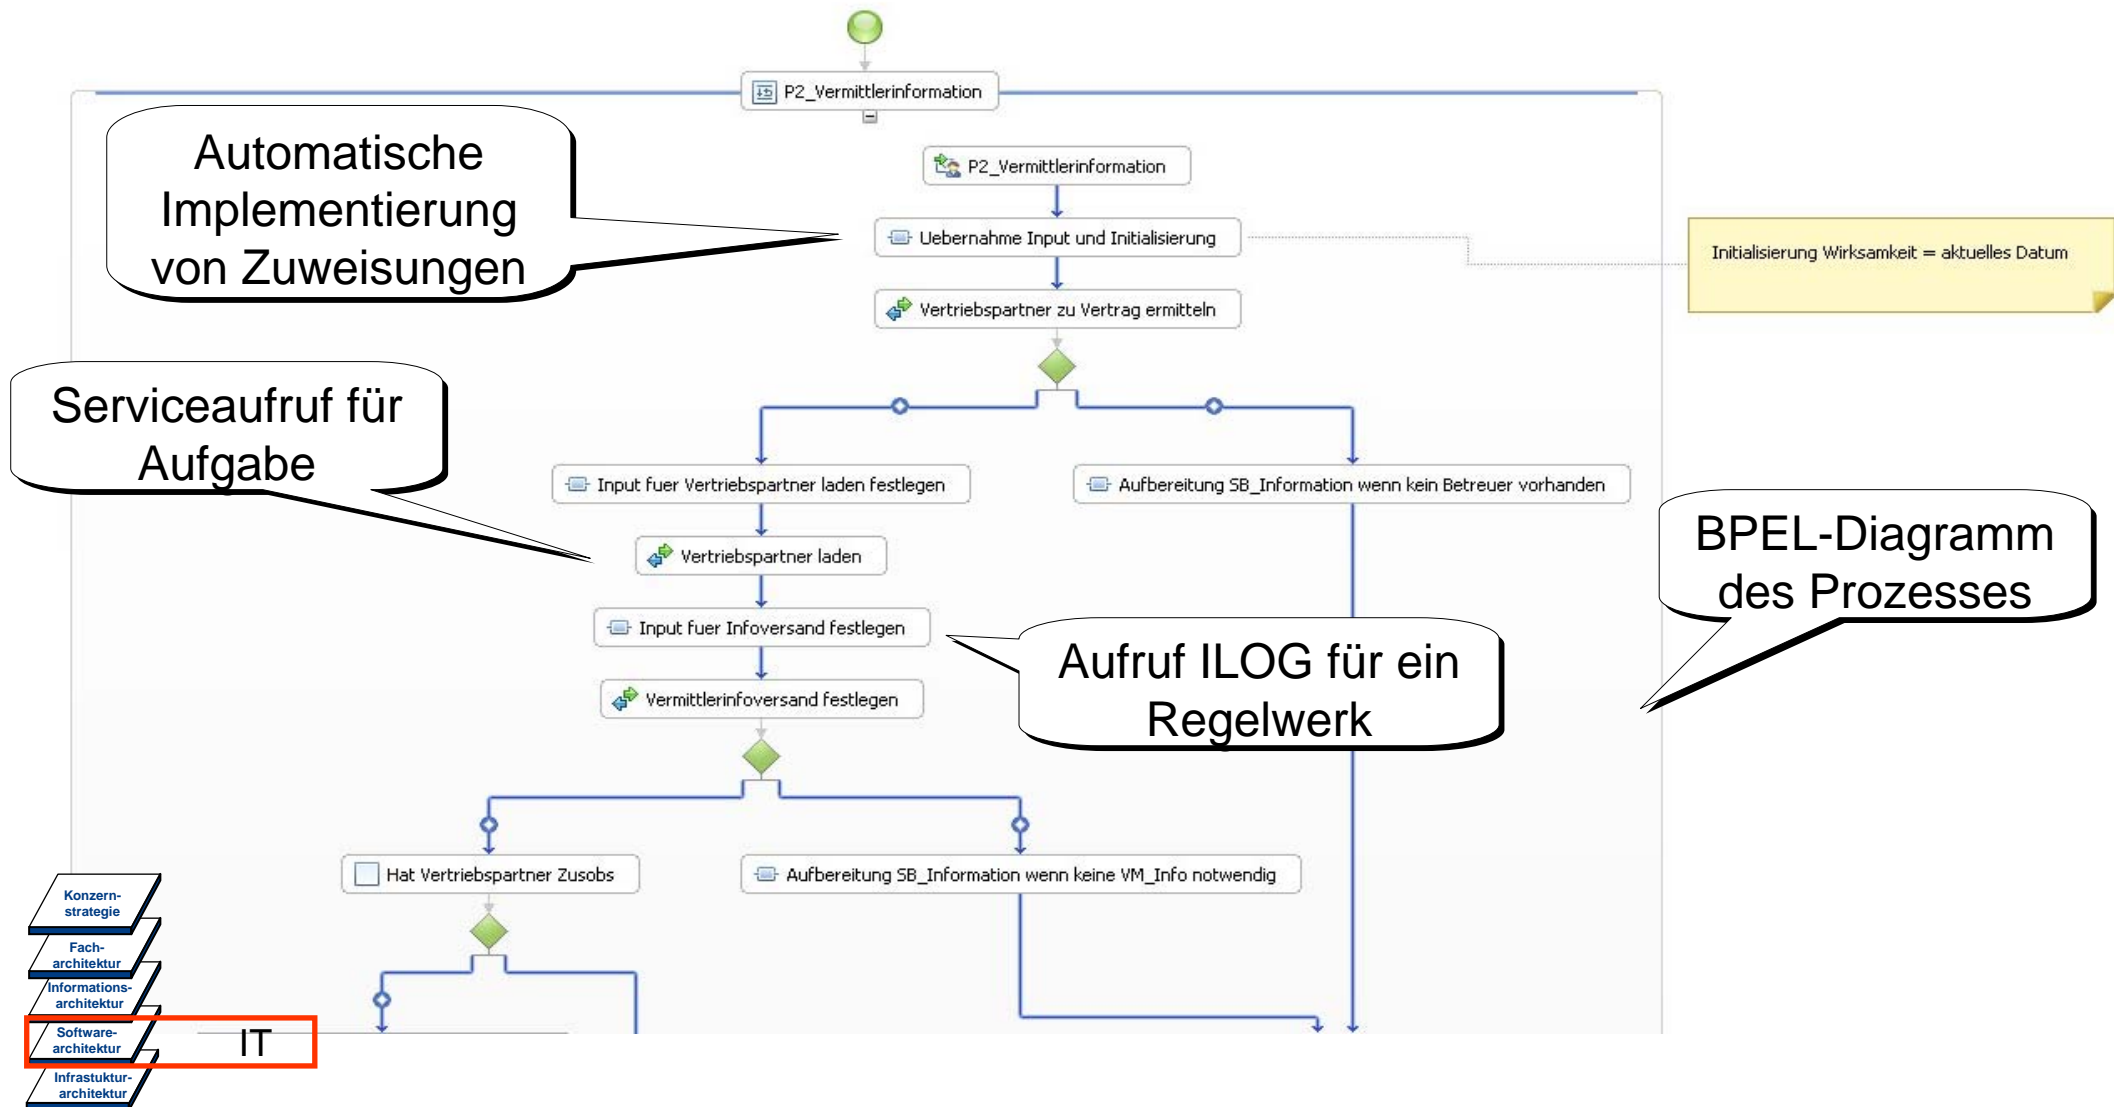 P2_Vermittlerinformation
Automatische
Implementierung
von Zuweisungen
P2_Vermittlerinformation
Uebernahme Input und Initialisierung
Initialisierung Wirksamkeit = aktuelles Datum
Vertriebspartner zu Vertrag ermitteln
Serviceaufruf für
Aufgabe
Input fuer Vertriebspartner laden festlegen
Aufbereitung SB_Information wenn kein Betreuer vorhanden
BPEL-Diagramm
des Prozesses
Vertriebspartner laden
Input fuer Infoversand festlegen
Aufruf ILOG für ein
Regelwerk
Vermittlerinfoversand festlegen
Hat Vertriebspartner Zusobs
Aufbereitung SB_Information wenn keine VM_Info notwendig
Konzern-
strategie
Fach-
architektur
Informations-
architektur
Software-
architektur
IT
Infrastuktur-
architektur